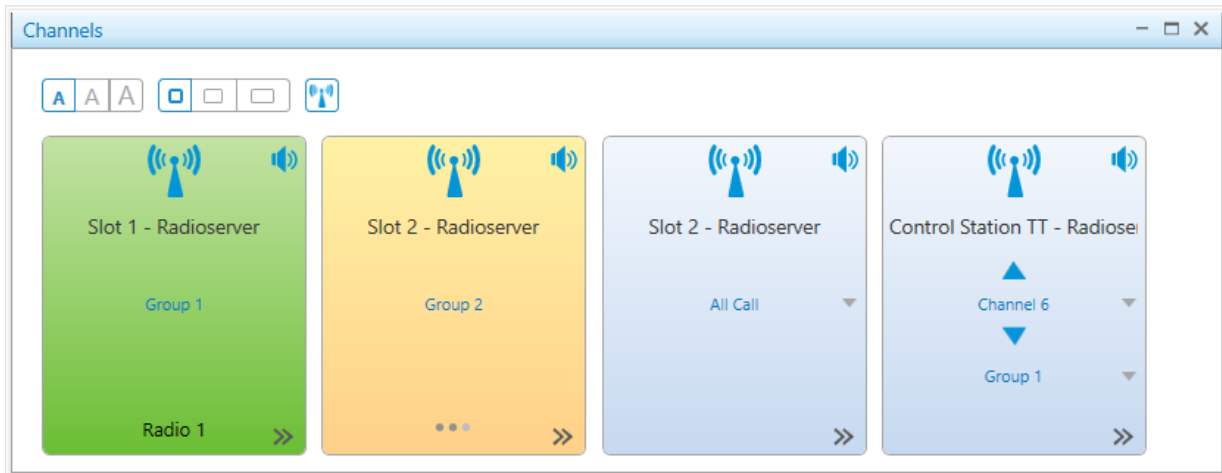 Channels
A A A
Slot 1 - Radioserver
Group 1
Radio 1
Slot 2 - Radioserver
Group 2
Slot 2 - Radioserver
All Call
Control Station TT - Radioser
Channel 6
Group 1